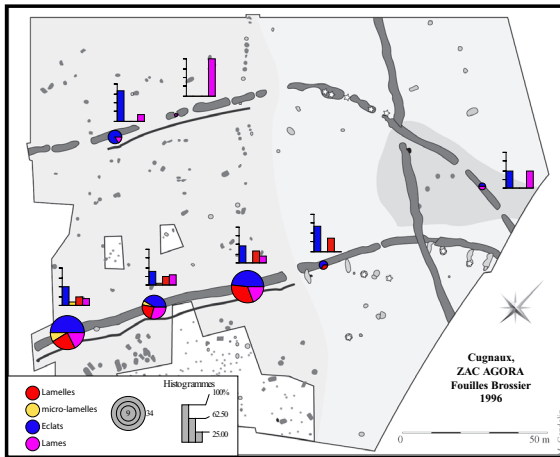 Cugnaux,
ZAC AGORA
Fouilles Brossier
1996
0 50 m
Lamelles
micro-lamelles
Eclats
Lames
9
34
Histogrammes
100%
62.50
25.00